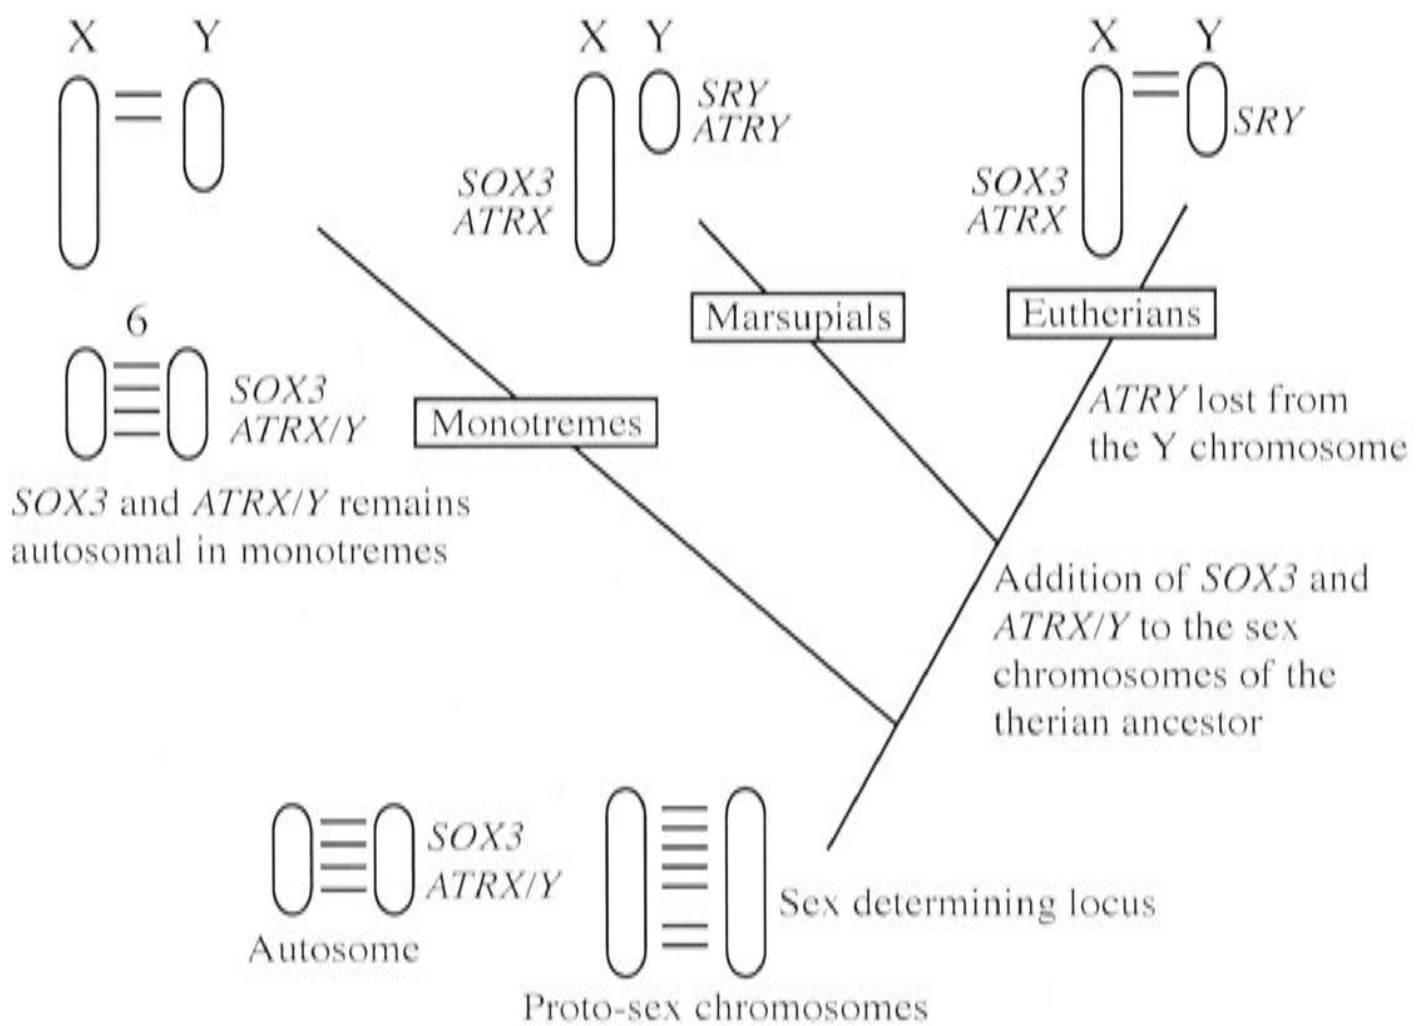 X Y
X Y
SRY
ATRY
SOX3
ATRX
X Y
SRY
SOX3
ATRX
6
SOX3
ATRX/Y
SOX3 and ATRX/Y remains
autosomal in monotremes
Monotremes
Marsupials
Eutherians
ATRY lost from
the Y chromosome
Addition of SOX3 and
ATRX/Y to the sex
chromosomes of the
therian ancestor
SOX3
ATRX/Y
Autosome
Sex determining locus
Proto-sex chromosomes